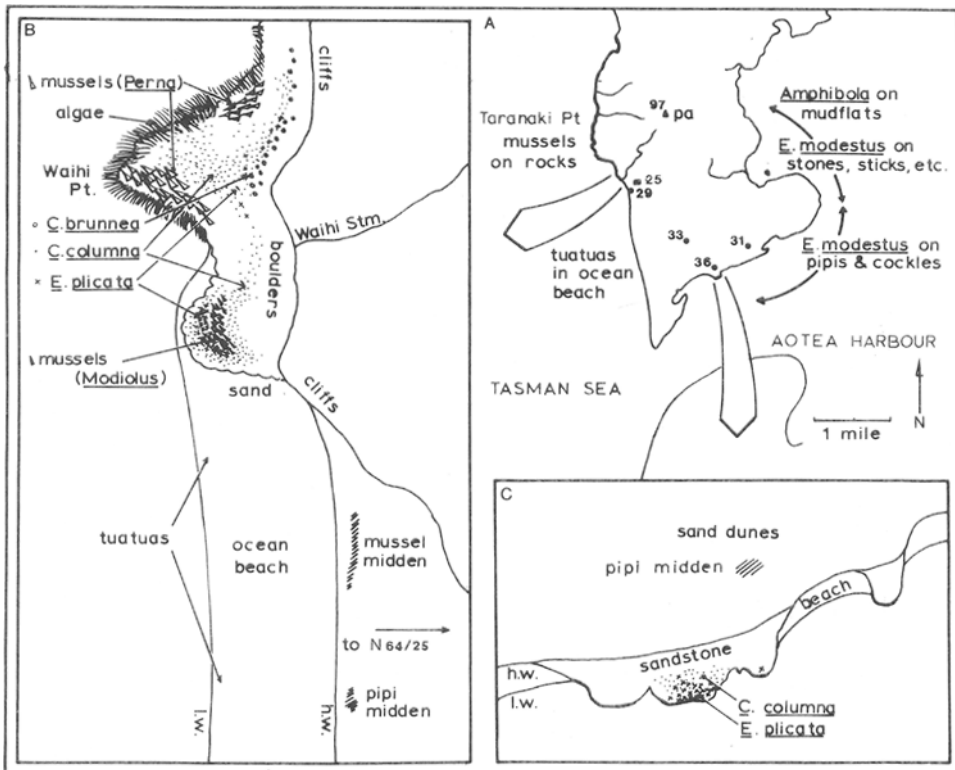 B
mussels (Perna)
algae
Waihi
Pt.
C. brunnea
C. columna
E. plicata
mussels
(Modiolus)
cliffs
Waihi Stm.
boulders
sand
cliffs
tuatuas
ocean
beach
mussel
midden
to N 64/25
pipi
midden
l.w.
h.w.
A
97
pa
Taranaki Pt
mussels
on rocks
Amphibola on
mudflats
E. modestus on
stones, sticks, etc.
25
29
33
31
36
tuatuas
in ocean
beach
E. modestus on
pipis & cockles
AOTEA HARBOUR
TASMAN SEA
N
1 mile
C
sand dunes
pipi midden
beach
sandstone
h.w.
l.w.
C. columna
E. plicata